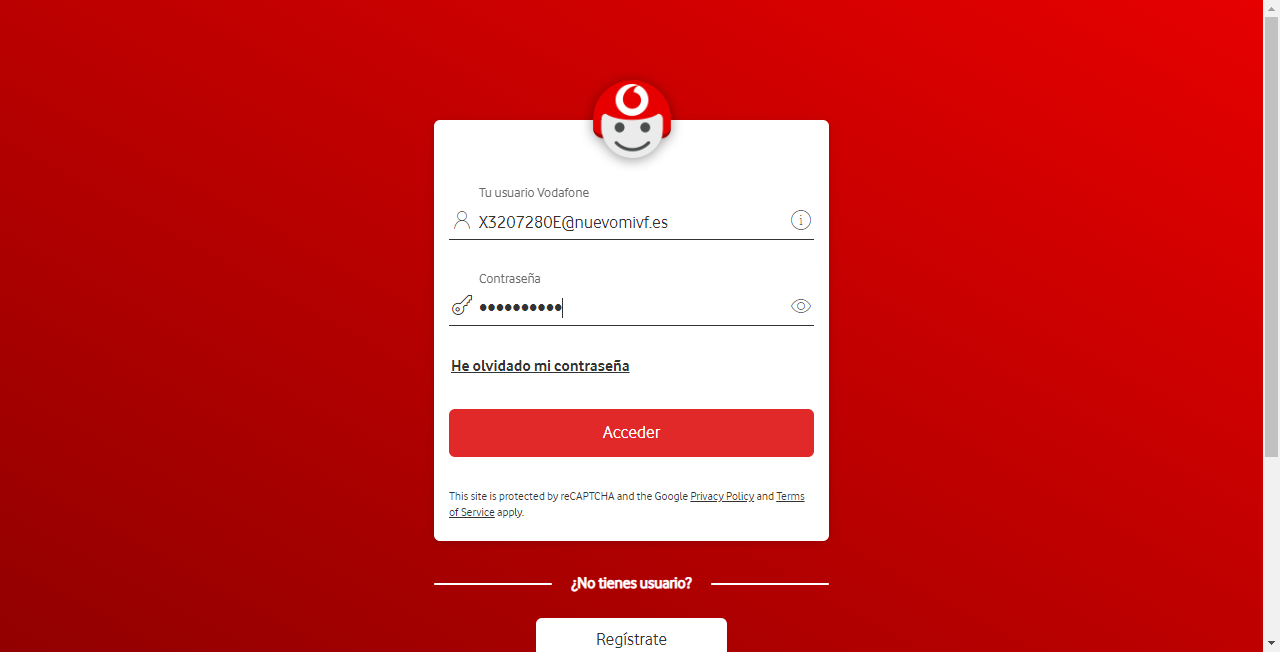 Tu usuario Vodafone
X3207280E@nuevomivf.es
Contraseña
He olvidado mi contraseña
Acceder
This site is protected by reCAPTCHA and the Google Privacy Policy and Terms
of Service apply.
¿No tienes usuario?
Regístrate